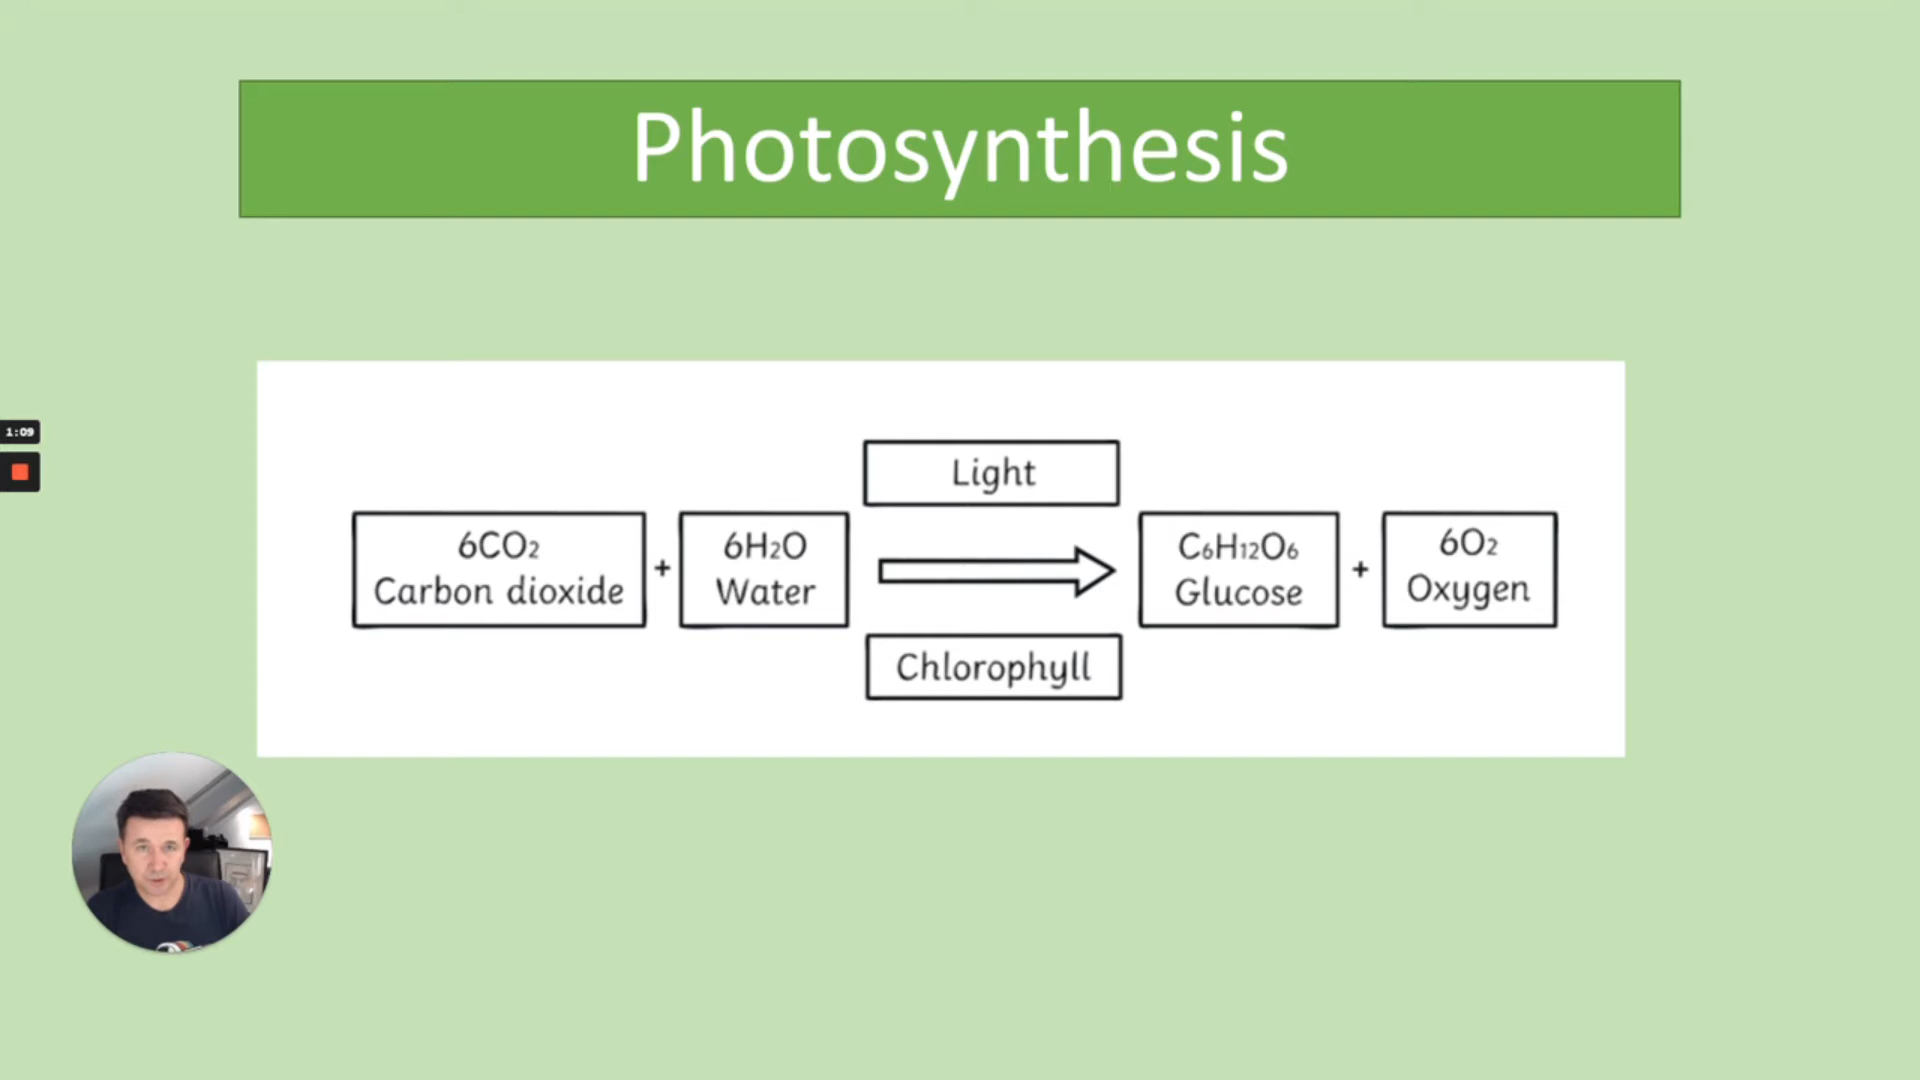 Photosynthesis
1:09
Light
6CO₂
Carbon dioxide
+
6H₂O
Water
C₆H₁₂O₆
Glucose
+
6O₂
Oxygen
Chlorophyll